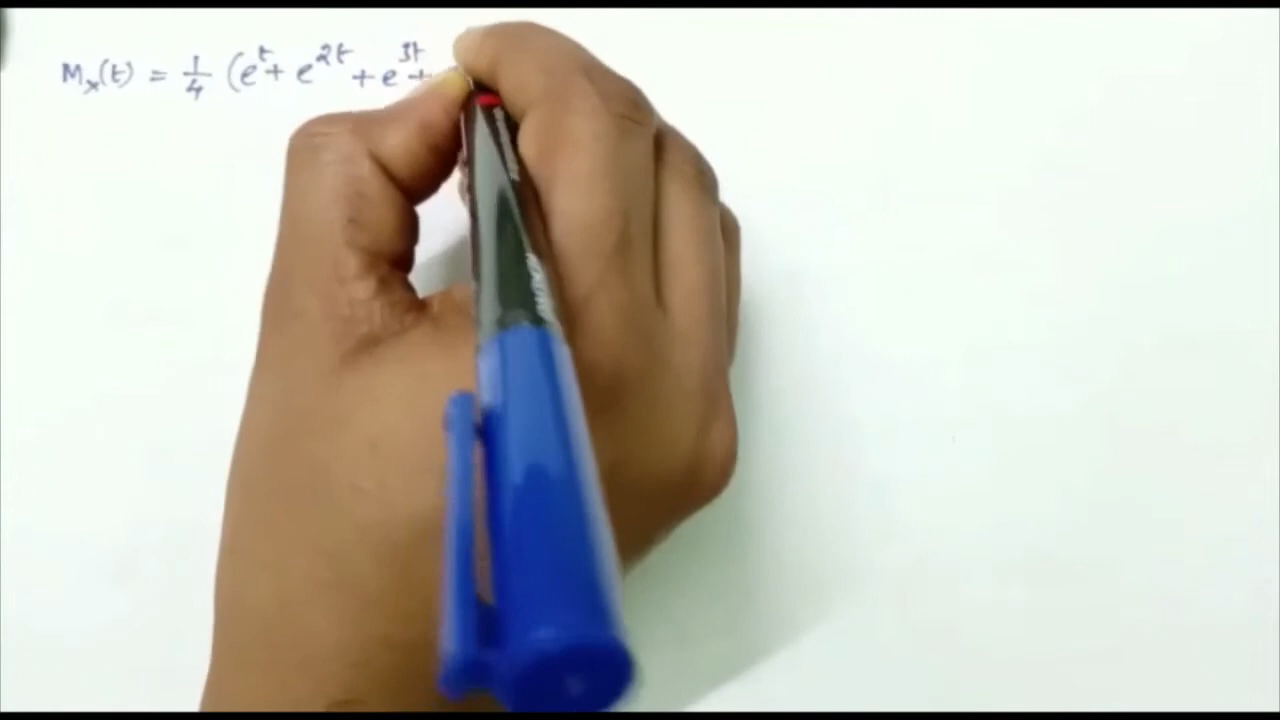 Mₓ(t) = 1/4 (e^t + e^2t + e^3t +